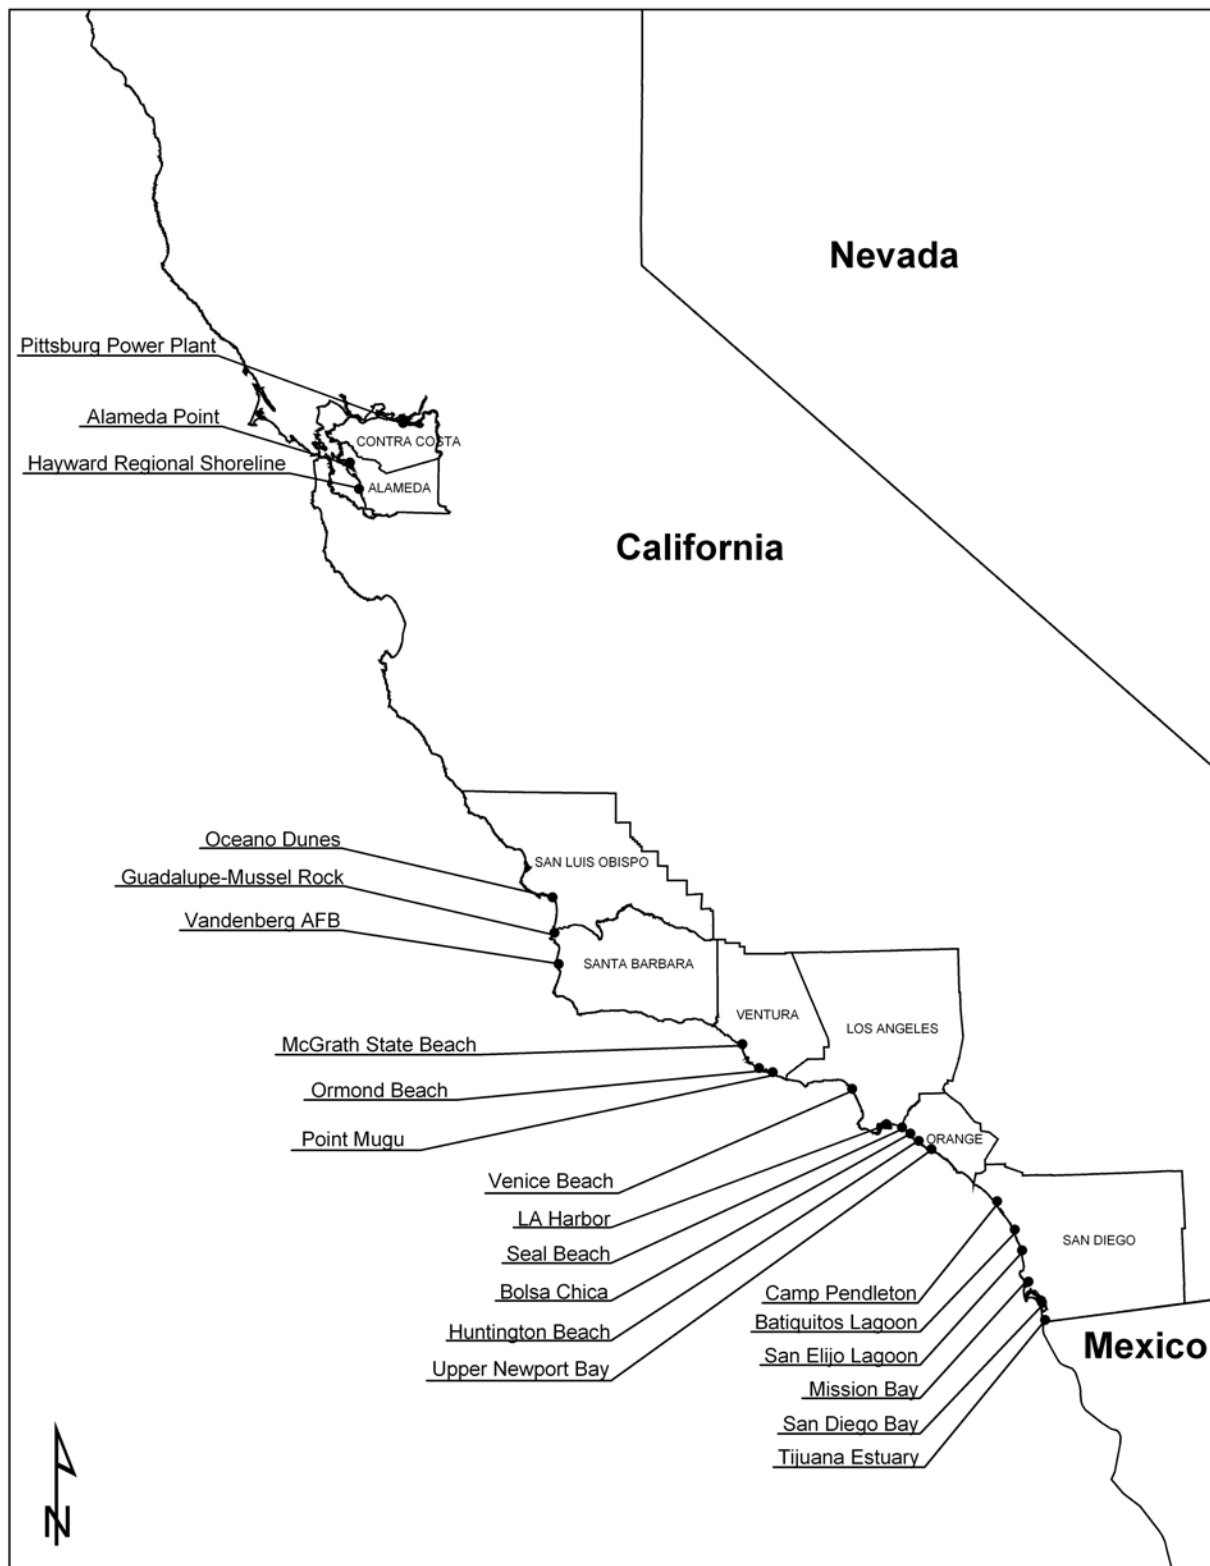 Nevada
Pittsburg Power Plant
Alameda Point
CONTRA COSTA
Hayward Regional Shoreline
ALAMEDA
California
Oceano Dunes
SAN LUIS OBISPO
Guadalupe-Mussel Rock
Vandenberg AFB
SANTA BARBARA
VENTURA
LOS ANGELES
McGrath State Beach
Ormond Beach
Point Mugu
ORANGE
Venice Beach
LA Harbor
Seal Beach
SAN DIEGO
Bolsa Chica
Camp Pendleton
Huntington Beach
Batiquitos Lagoon
Mexico
San Elijo Lagoon
Upper Newport Bay
Mission Bay
San Diego Bay
Tijuana Estuary
N